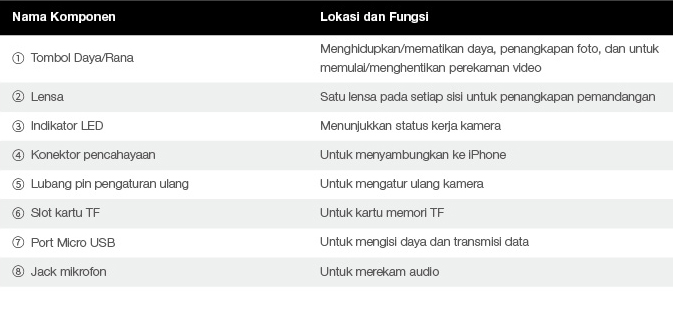 Nama Komponen Lokasi dan Fungsi
① Tombol Daya/Rana Menghidupkan/mematikan daya, penangkapan foto, dan untuk
memulai/menghentikan perekaman video
② Lensa Satu lensa pada setiap sisi untuk penangkapan pemandangan
③ Indikator LED Menunjukkan status kerja kamera
④ Konektor pencahayaan Untuk menyambungkan ke iPhone
⑤ Lubang pin pengaturan ulang Untuk mengatur ulang kamera
⑥ Slot kartu TF Untuk kartu memori TF
⑦ Port Micro USB Untuk mengisi daya dan transmisi data
⑧ Jack mikrofon Untuk merekam audio